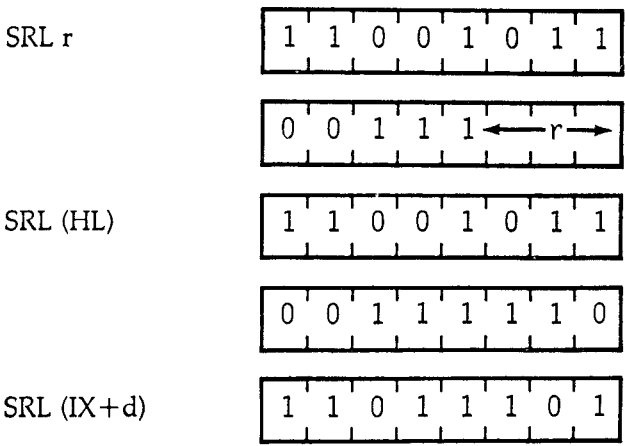 SRL r 1 1 0 0 1 0 1 1
0 0 1 1 1 r
SRL (HL) 1 1 0 0 1 0 1 1
0 0 1 1 1 1 1 0
SRL (IX+d) 1 1 0 1 1 1 0 1